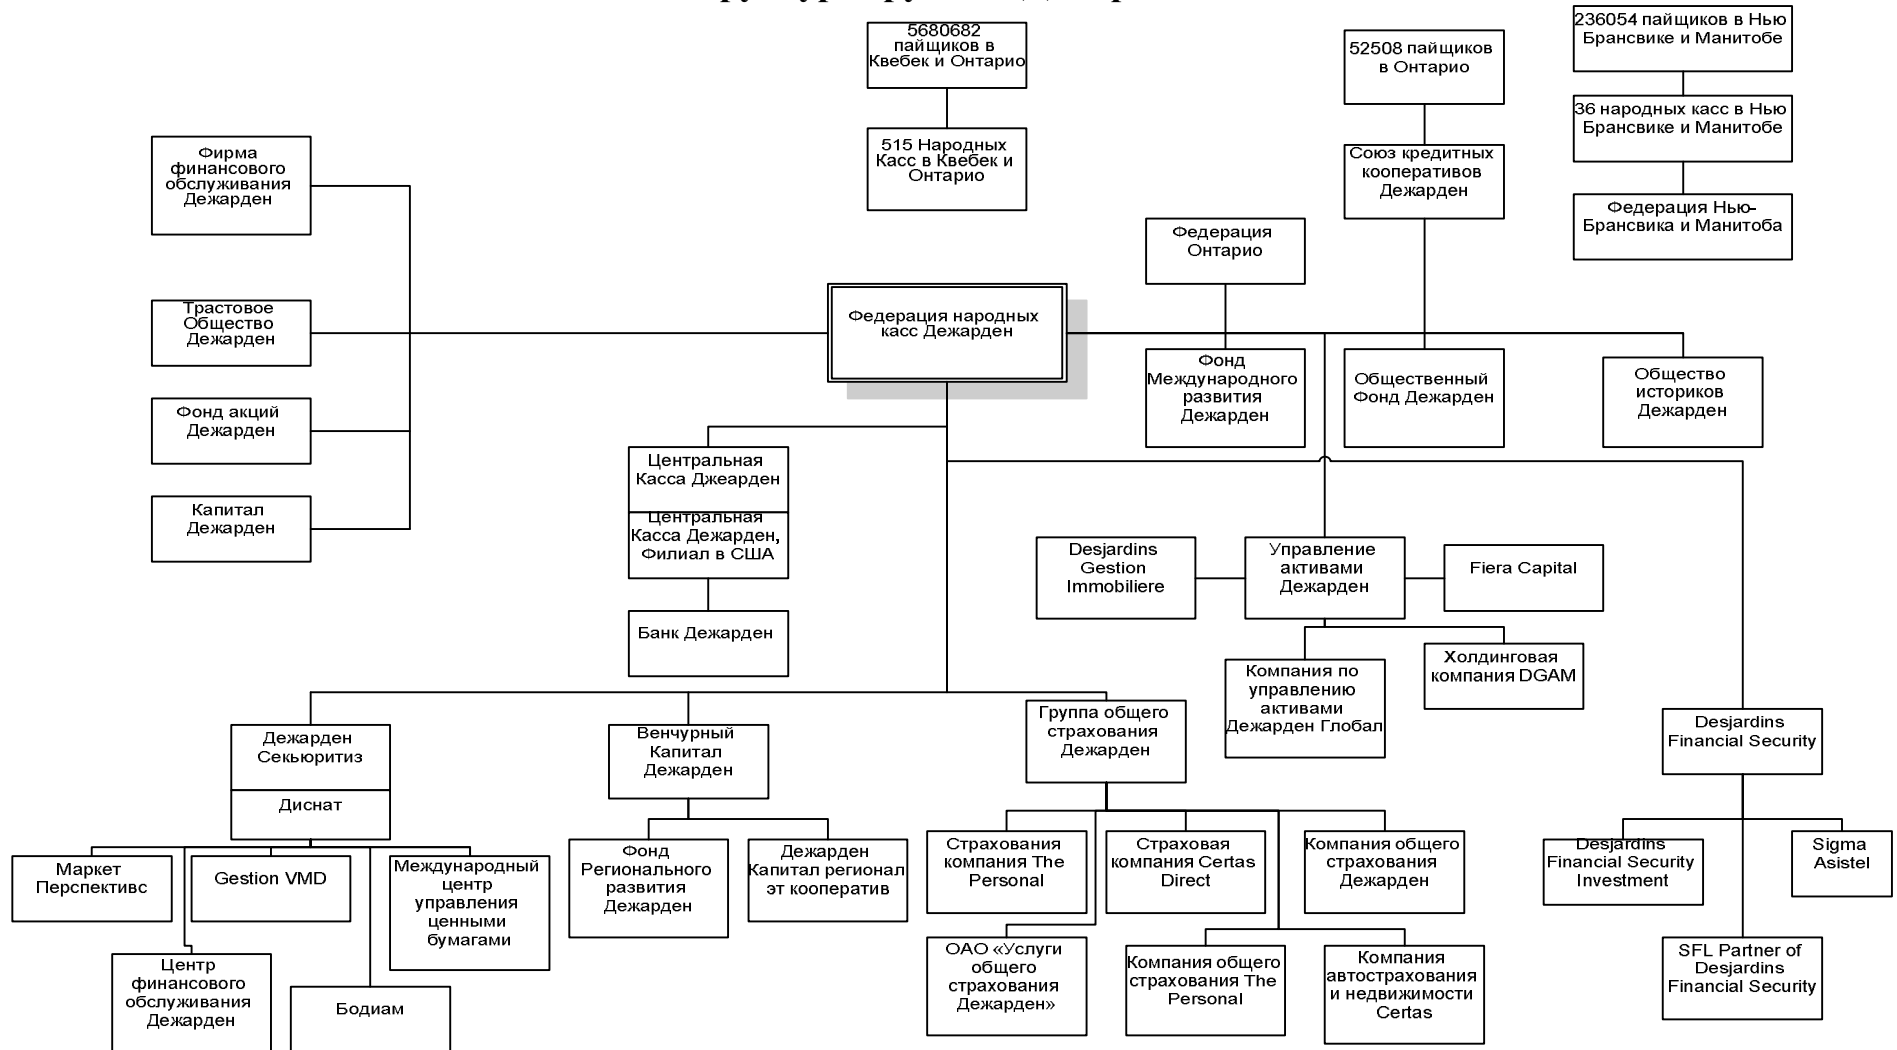 5680682
пайщиков в
Квебек и Онтарио
52508 пайщиков
в Онтарио
236054 пайщиков в Нью
Брансвике и Манитобе
515 Народных
Касс в Квебек и
Онтарио
Союз кредитных
кооперативов
Дежарден
36 народных касс в Нью
Брансвике и Манитобе
Федерация Нью-
Брансвика и Манитоба
Фирма
финансового
обслуживания
Дежарден
Федерация
Онтарио
Трастовое
Общество
Дежарден
Федерация народных
касс Дежарден
Фонд
Международного
развития
Дежарден
Общественный
Фонд Дежарден
Общество
историков
Дежарден
Фонд акций
Дежарден
Капитал
Дежарден
Центральная
Касса Джеарден
Центральная
Касса Дежарден,
Филиал в США
Банк Дежарден
Desjardins
Gestion
Immobiliere
Управление
активами
Дежарден
Fiera Capital
Компания по
управлению
активами
Дежарден Глобал
Холдинговая
компания DGAM
Дежарден
Секьюритиз
Диснат
Венчурный
Капитал
Дежарден
Группа общего
страхования
Дежарден
Desjardins
Financial Security
Маркет
Перспективс
Gestion VMD
Международный
центр
управления
ценными
бумагами
Фонд
Регионального
развития
Дежарден
Дежарден
Капитал регионал
эт кооператив
Страхования
компания The
Personal
Страховая
компания Certas
Direct
Компания общего
страхования
Дежарден
Desjardins
Financial Security
Investment
Sigma
Asistel
Центр
финансового
обслуживания
Дежарден
Бодиам
ОАО «Услуги
общего
страхования
Дежарден»
Компания общего
страхования The
Personal
Компания
автострахования
и недвижимости
Certas
SFL Partner of
Desjardins
Financial Security